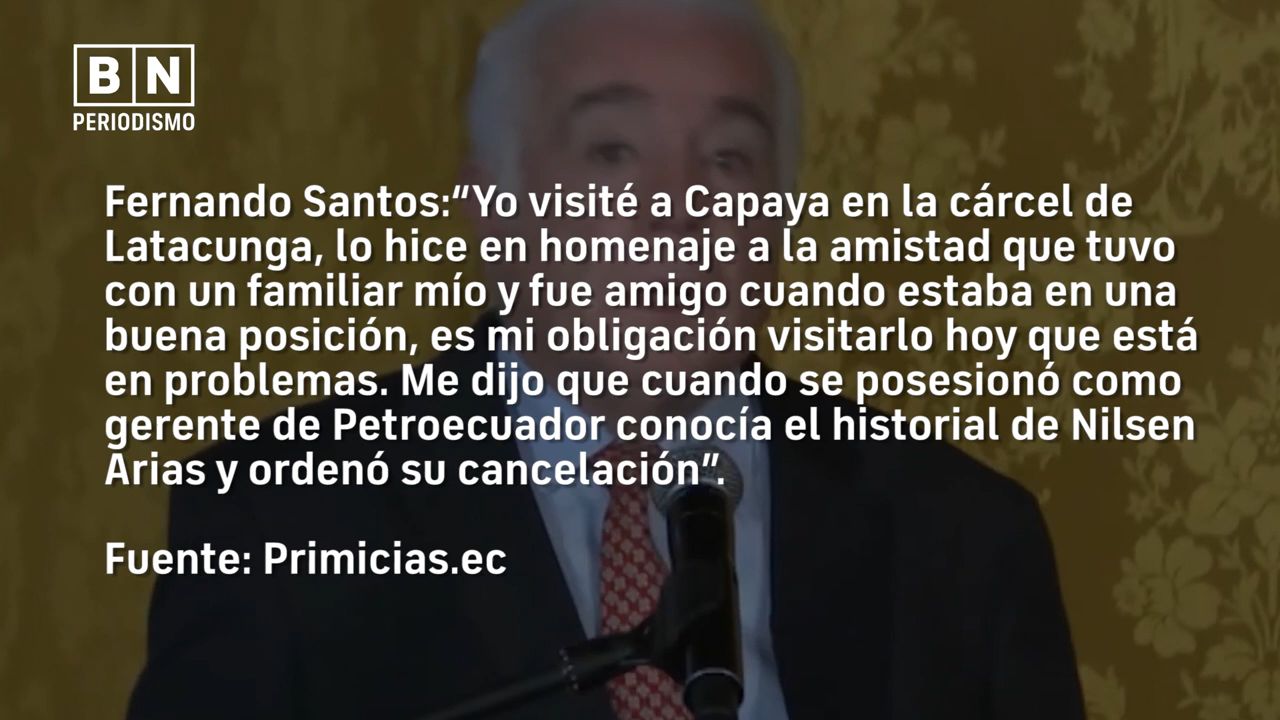 BN
PERIODISMO
Fernando Santos:“Yo visité a Capaya en la cárcel de
Latacunga, lo hice en homenaje a la amistad que tuvo
con un familiar mío y fue amigo cuando estaba en una
buena posición, es mi obligación visitarlo hoy que está
en problemas. Me dijo que cuando se posesionó como
gerente de Petroecuador conocía el historial de Nilsen
Arias y ordenó su cancelación”.
Fuente: Primicias.ec